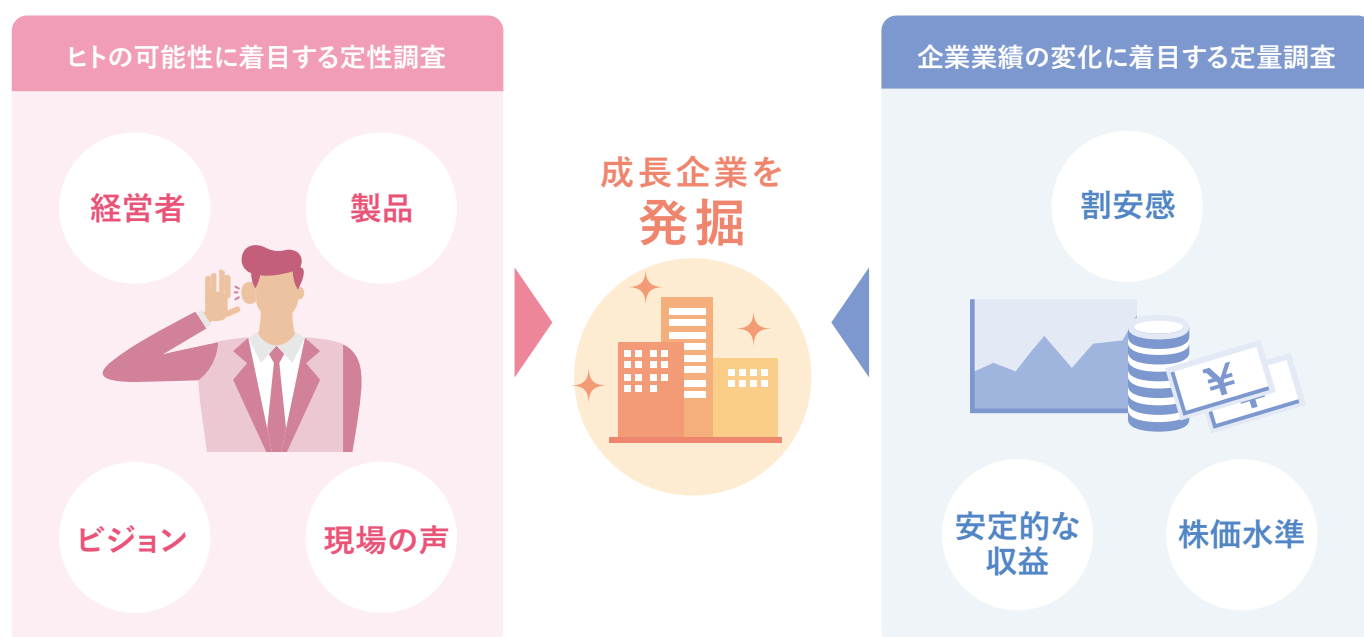 ヒトの可能性に着目する定性調査
経営者
製品
ビジョン
現場の声
成長企業を
発掘
企業業績の変化に着目する定量調査
割安感
¥
¥
安定的な
収益
株価水準